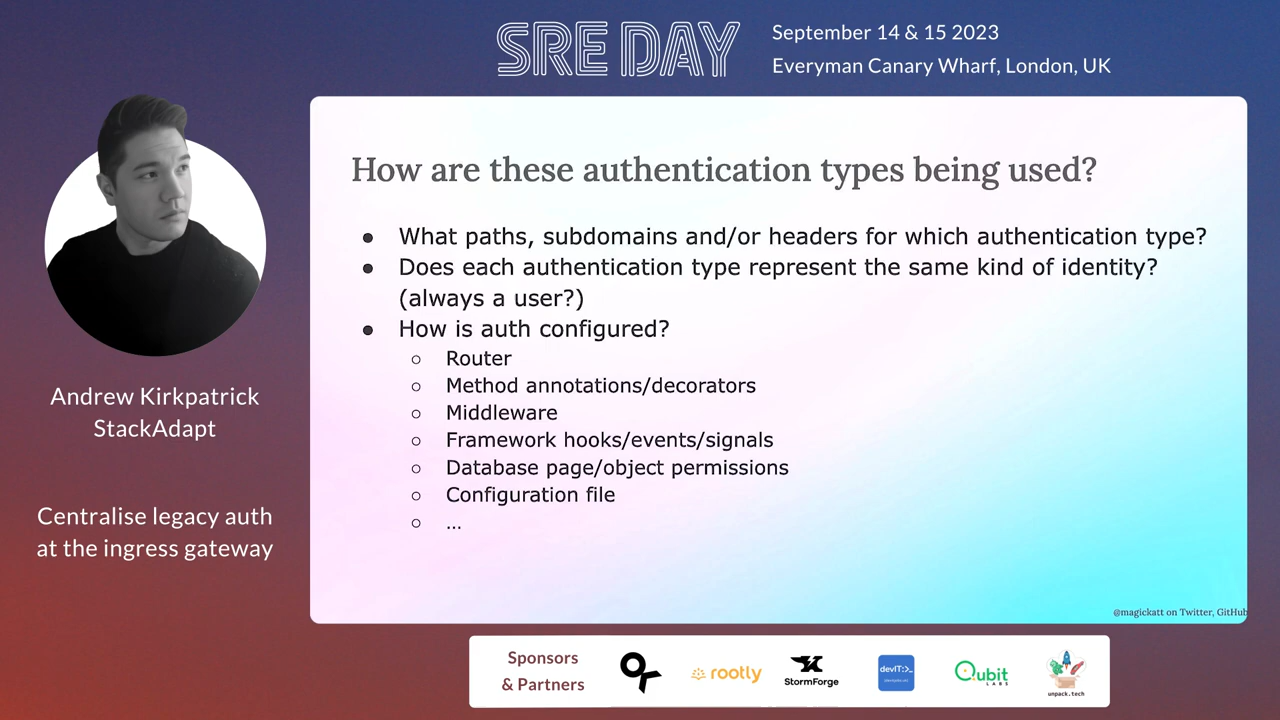 SRE DAY
September 14 & 15 2023
Everyman Canary Wharf, London, UK
How are these authentication types being used?
● What paths, subdomains and/or headers for which authentication type?
● Does each authentication type represent the same kind of identity?
(always a user?)
● How is auth configured?
○ Router
○ Method annotations/decorators
○ Middleware
○ Framework hooks/events/signals
○ Database page/object permissions
○ Configuration file
○ ...
@magickatt on Twitter, GitHub
Andrew Kirkpatrick
StackAdapt
Centralise legacy auth
at the ingress gateway
Sponsors
& Partners
rootly
StormForge
devIT:>_
Qubit
LABS
unpack.tech